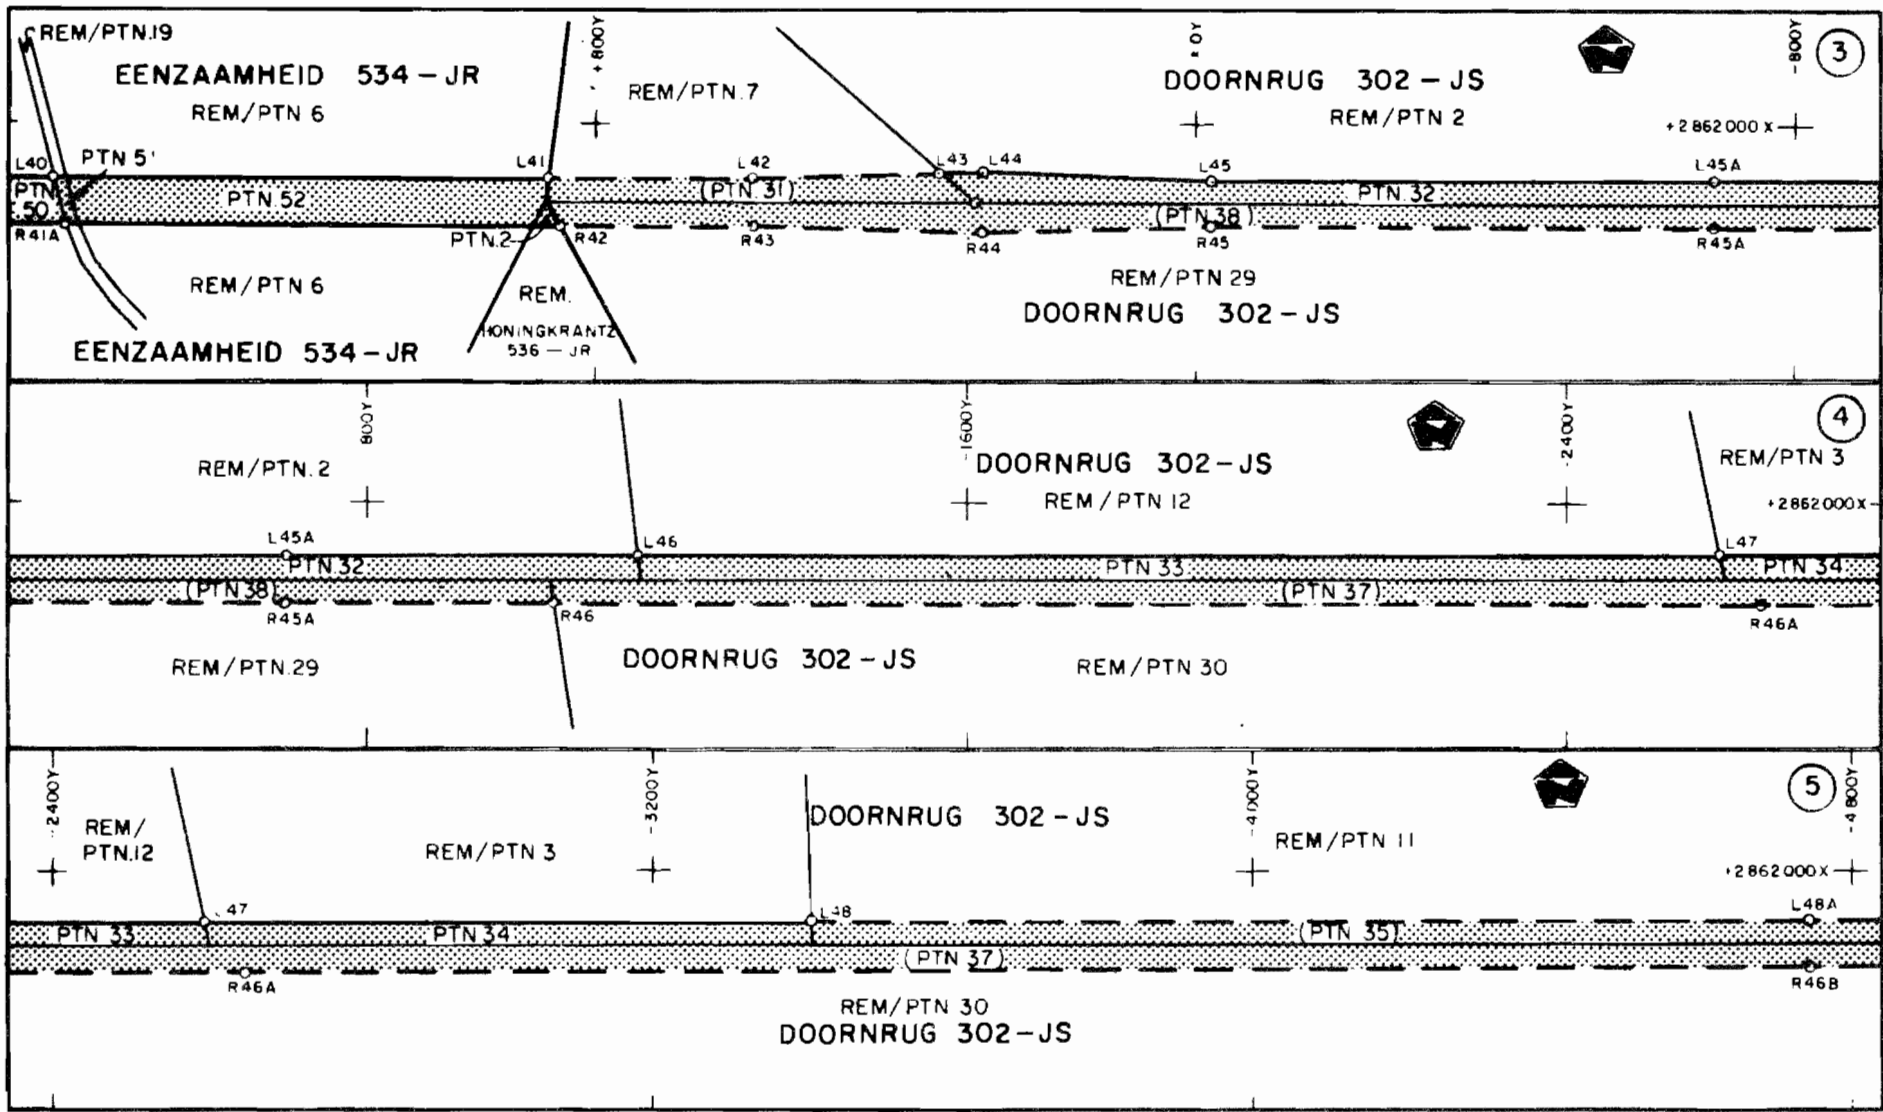 REM/PTN.19
EENZAAMHEID 534 - JR
REM/PTN 6
+800Y
REM/PTN.7
± 0Y
DOORNRUG 302 - JS
REM/PTN 2
-800Y
3
+2862000X
L40
PTN 5'
L41
L42
L43
L44
L45
L45A
PTN
50
PTN.52
(PTN 31)
PTN 32
(PTN 38)
R41A
PTN.2
R42
R43
R44
R45
R45A
REM/PTN 6
REM.
HONINGKRANTZ
536 - JR
REM/PTN 29
DOORNRUG 302-JS
EENZAAMHEID 534-JR
800Y
-1600Y
-2400Y
4
REM/PTN. 2
DOORNRUG 302-JS
REM / PTN 12
REM/PTN 3
+2862000X
L45A
L46
L47
PTN 32
PTN 33
PTN 34
(PTN 38)
(PTN 37)
R45A
R46
R46A
REM/PTN.29
DOORNRUG 302-JS
REM/PTN 30
-2400Y
-3200Y
-4000Y
-4800Y
5
REM/
PTN.12
REM/PTN 3
DOORNRUG 302-JS
REM/PTN 11
+2862000X
L47
L48
L48A
PTN 33
PTN 34
(PTN 35)
(PTN 37)
R46A
R46B
REM/PTN 30
DOORNRUG 302-JS